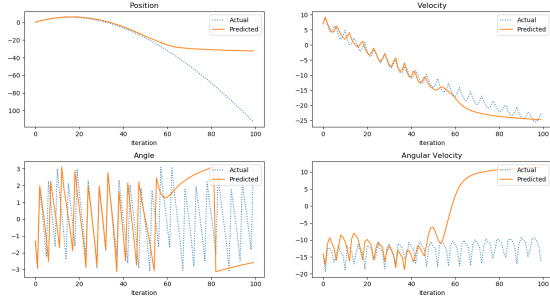 Position
Actual
Predicted
0
−20
−40
−60
−80
100
0 20 40 60 80 100
Iteration
Velocity
Actual
Predicted
10
5
0
−5
−10
−15
−20
−25
0 20 40 60 80 100
Iteration
Angle
Actual
Predicted
3
2
1
0
−1
−2
−3
0 20 40 60 80 100
Iteration
Angular Velocity
Actual
Predicted
10
5
0
−5
−10
−15
−20
0 20 40 60 80 100
Iteration